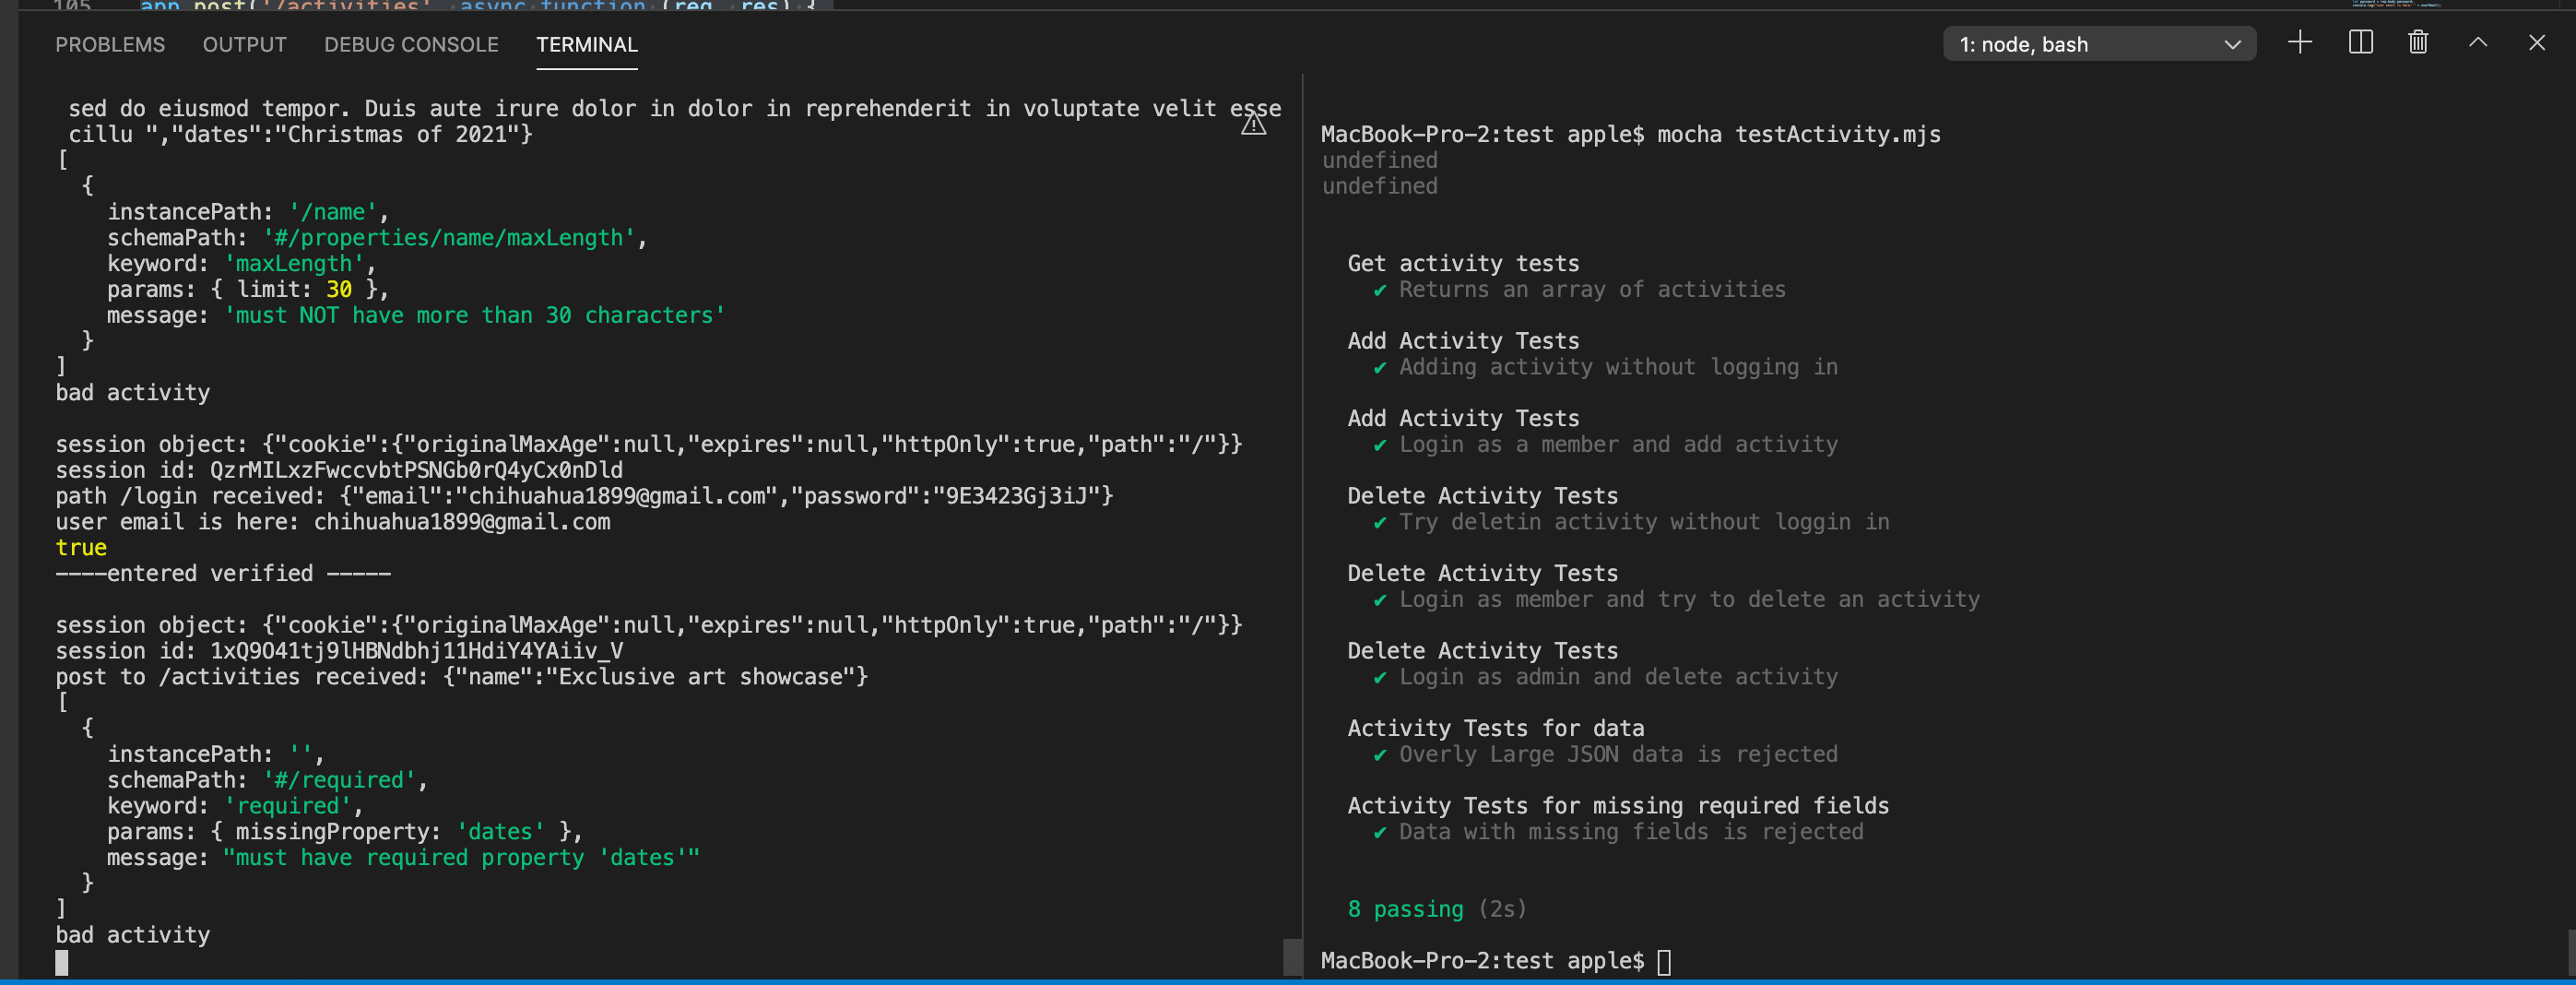 105 app.post('/activities', async function (req, res) {
PROBLEMS OUTPUT DEBUG CONSOLE TERMINAL 1: node, bash
sed do eiusmod tempor. Duis aute irure dolor in dolor in reprehenderit in voluptate velit esse
cillu ","dates":"Christmas of 2021"}
[
{
instancePath: '/name',
schemaPath: '#/properties/name/maxLength',
keyword: 'maxLength',
params: { limit: 30 },
message: 'must NOT have more than 30 characters'
}
]
bad activity
session object: {"cookie":{"originalMaxAge":null,"expires":null,"httpOnly":true,"path":"/"}}
session id: QzrMILxzFwccvbtPSNGb0rQ4yCx0nDld
path /login received: {"email":"chihuahua1899@gmail.com","password":"9E3423Gj3iJ"}
user email is here: chihuahua1899@gmail.com
true
----entered verified -----
session object: {"cookie":{"originalMaxAge":null,"expires":null,"httpOnly":true,"path":"/"}}
session id: 1xQ9O41tj9lHBNdbhj11HdiY4YAiiv_V
post to /activities received: {"name":"Exclusive art showcase"}
[
{
instancePath: '',
schemaPath: '#/required',
keyword: 'required',
params: { missingProperty: 'dates' },
message: "must have required property 'dates'"
}
]
bad activity
MacBook-Pro-2:test apple$ mocha testActivity.mjs
undefined
undefined
Get activity tests
✔ Returns an array of activities
Add Activity Tests
✔ Adding activity without logging in
Add Activity Tests
✔ Login as a member and add activity
Delete Activity Tests
✔ Try deletin activity without loggin in
Delete Activity Tests
✔ Login as member and try to delete an activity
Delete Activity Tests
✔ Login as admin and delete activity
Activity Tests for data
✔ Overly Large JSON data is rejected
Activity Tests for missing required fields
✔ Data with missing fields is rejected
8 passing (2s)
MacBook-Pro-2:test apple$